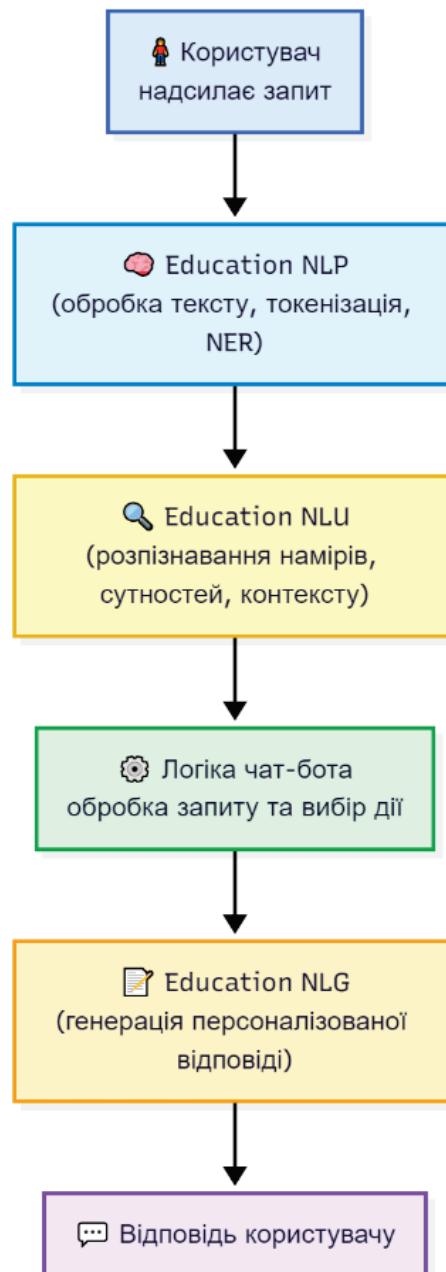 Користувач
надсилає запит
Education NLP
(обробка тексту, токенізація,
NER)
Education NLU
(розпізнавання намірів,
сутностей, контексту)
Логіка чат-бота
обробка запиту та вибір дії
Education NLG
(генерація персоналізованої
відповіді)
Відповідь користувачу